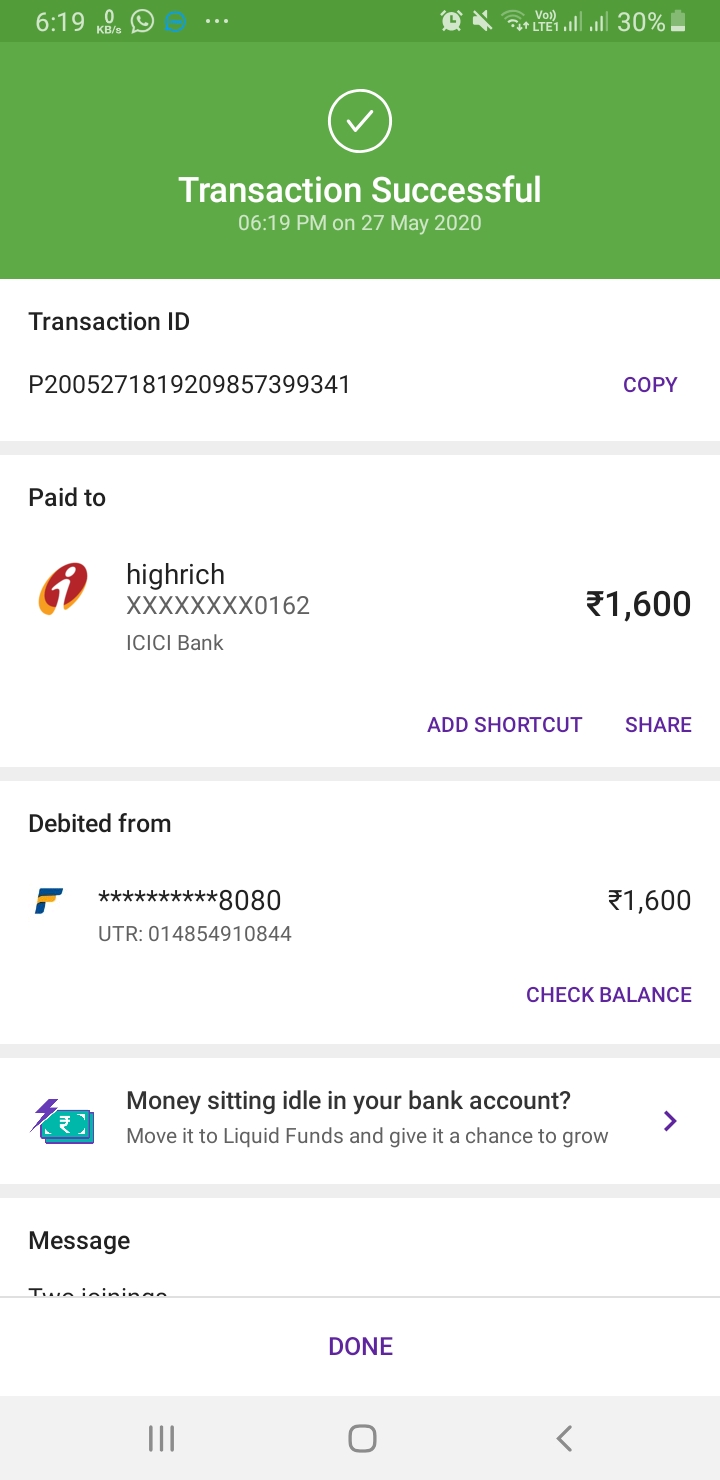 6:19 0 KB/s ... Vo) LTE1 30%
Transaction Successful
06:19 PM on 27 May 2020
Transaction ID
P2005271819209857399341 COPY
Paid to
highrich
XXXXXXXX0162
₹1,600
ICICI Bank
ADD SHORTCUT SHARE
Debited from
**********8080 ₹1,600
UTR: 014854910844
CHECK BALANCE
Money sitting idle in your bank account?
Move it to Liquid Funds and give it a chance to grow
Message
Two joinings
DONE